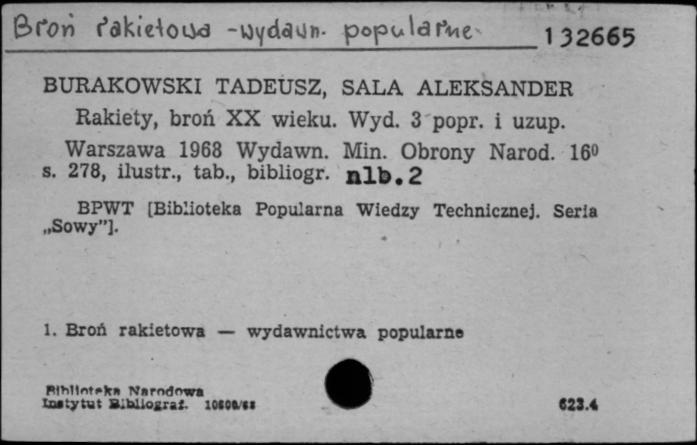 Broń rakietowa - wydawn. popularne
132665
BURAKOWSKI TADEUSZ, SALA ALEKSANDER
Rakiety, broń XX wieku. Wyd. 3 popr. i uzup.
Warszawa 1968 Wydawn. Min. Obrony Narod. 16⁰
s. 278, ilustr., tab., bibliogr. nlb.2
BPWT [Biblioteka Popularna Wiedzy Technicznej. Seria
„Sowy”].
1. Broń rakietowa — wydawnictwa popularne
Biblioteka Narodowa
Instytut Bibliograf.
623.4